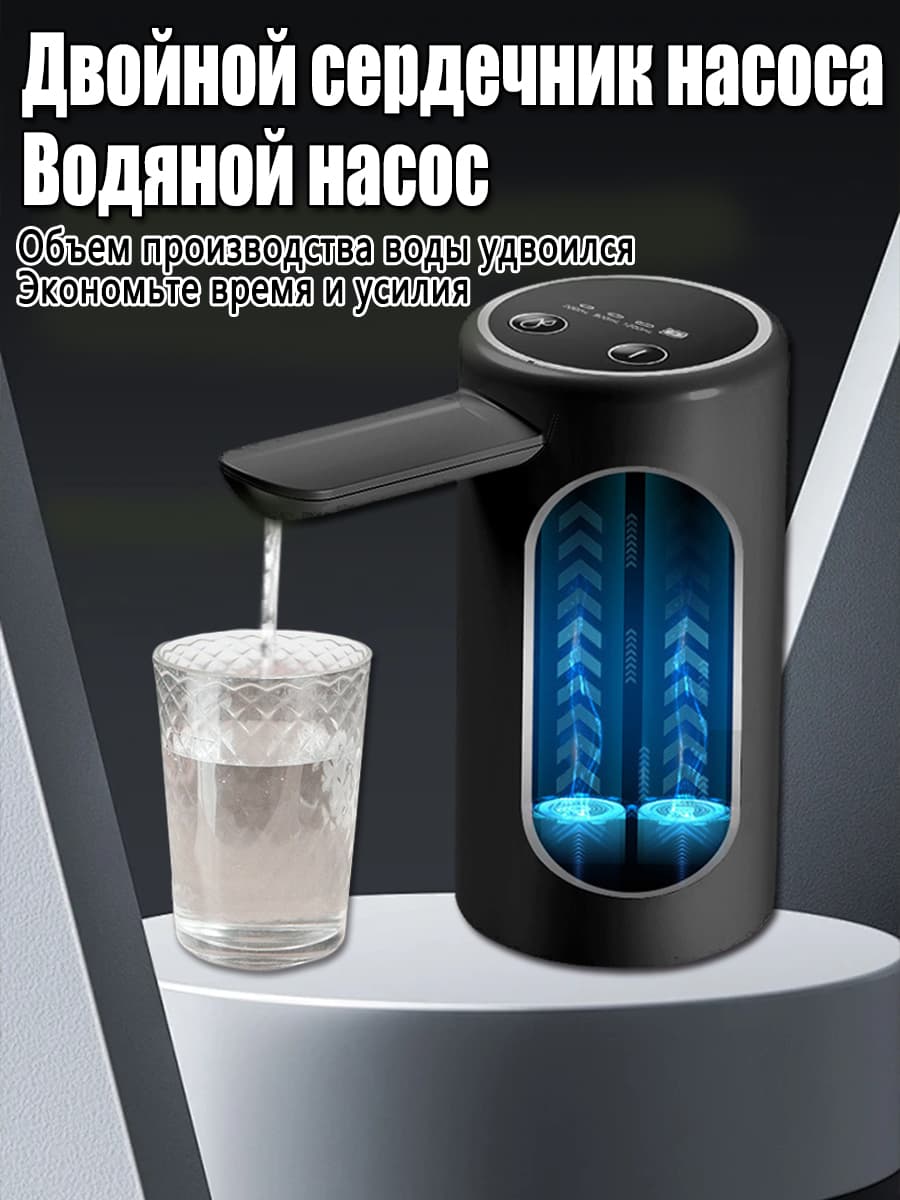 Двойной сердечник насоса
Водяной насос
Объем производства воды удвоился
Экономьте время и усилия